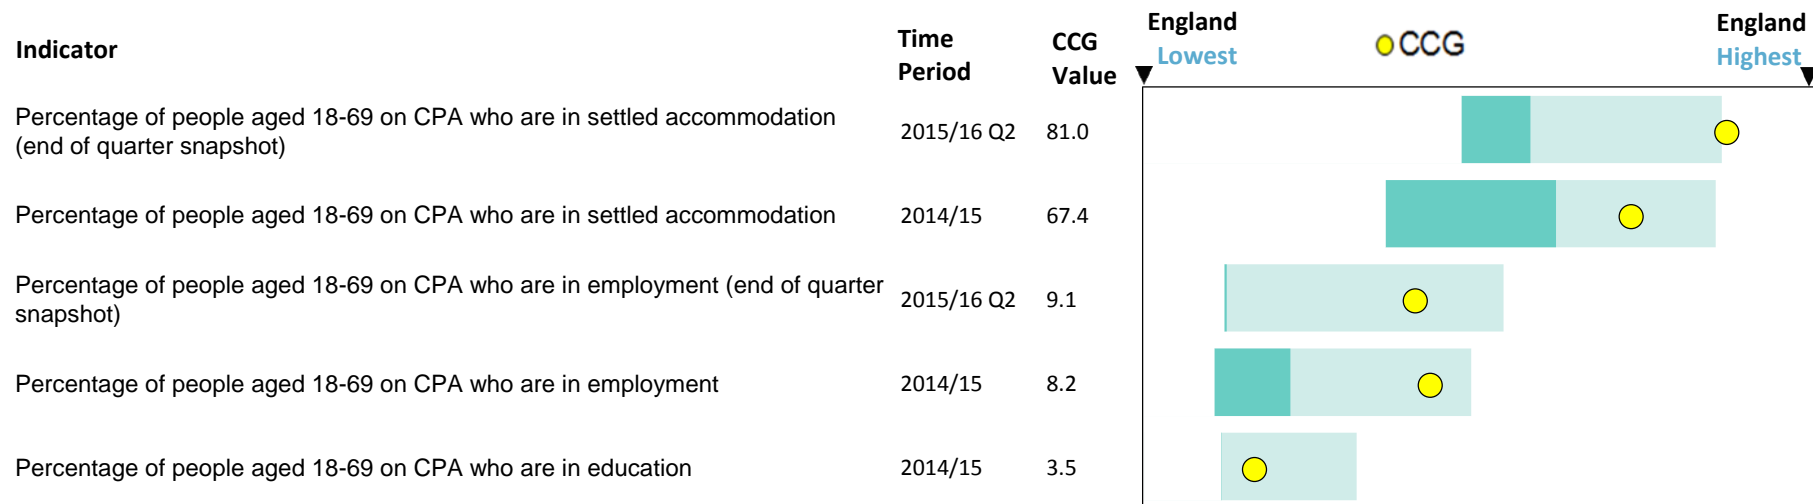 Indicator
Time
Period
CCG
Value
England
Lowest
CCG
England
Highest
Percentage of people aged 18-69 on CPA who are in settled accommodation
(end of quarter snapshot)
2015/16 Q2
81.0
Percentage of people aged 18-69 on CPA who are in settled accommodation
2014/15
67.4
Percentage of people aged 18-69 on CPA who are in employment (end of quarter
snapshot)
2015/16 Q2
9.1
Percentage of people aged 18-69 on CPA who are in employment
2014/15
8.2
Percentage of people aged 18-69 on CPA who are in education
2014/15
3.5